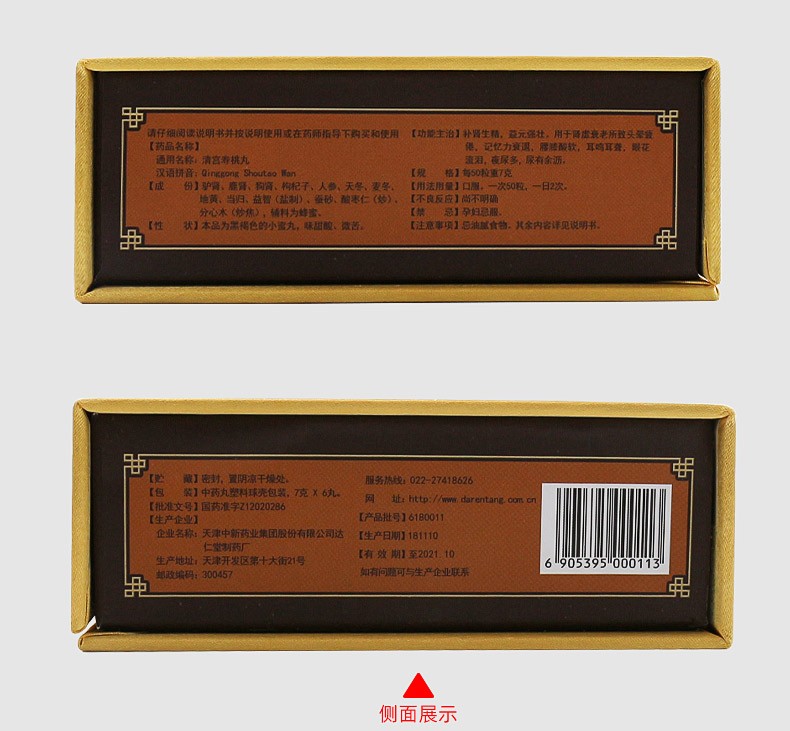 请仔细阅读说明书并按说明使用或在药师指导下购买和使用
【药品名称】
通用名称：清宫寿桃丸
汉语拼音：Qinggong Shoutao Wan
【成　份】驴肾、鹿肾、狗肾、枸杞子、人参、天冬、麦冬、
地黄、当归、益智（盐制）、蚕砂、酸枣仁（炒）、
分心木（炒焦），辅料为蜂蜜。
【性　状】本品为黑褐色的小蜜丸。味甜酸、微苦。
【功能主治】补肾生精，益元强壮。用于肾虚衰老所致头晕疲
倦，记忆力衰退，腰膝酸软，耳鸣耳聋，眼花
流泪，夜尿多，尿有余沥。
【规　格】每50粒重7克
【用法用量】口服。一次50粒，一日2次。
【不良反应】尚不明确
【禁　忌】孕妇忌服。
【注意事项】忌油腻食物。其余内容详见说明书。
【贮　藏】密封，置阴凉干燥处。
【包　装】中药丸塑料球壳包装，7克 X 6丸。
【批准文号】国药准字Z12020286
【生产企业】
企业名称：天津中新药业集团股份有限公司达
仁堂制药厂
生产地址：天津开发区第十大街21号
邮政编码：300457
服务热线：022-27418626
网　址：http://www.darentang.com.cn
【产品批号】6180011
【生产日期】181110
【有 效 期】至2021.10
如有问题可与生产企业联系
6 905395 000113
侧面展示